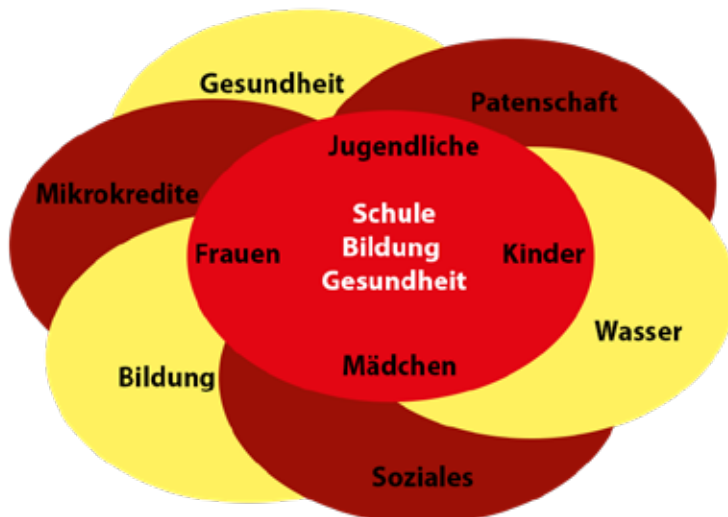 Gesundheit
Patenschaft
Jugendliche
Mikrokredite
Schule
Bildung
Gesundheit
Frauen
Kinder
Wasser
Mädchen
Bildung
Soziales